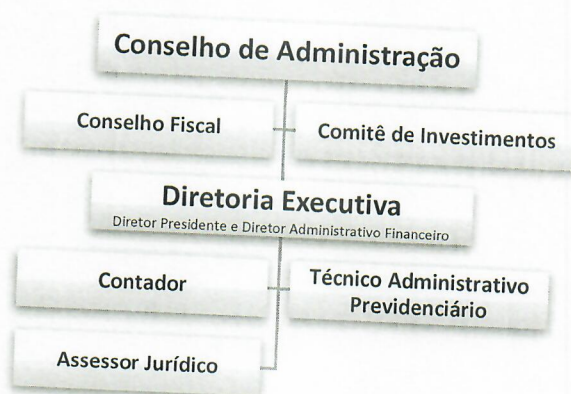 Conselho de Administração
Conselho Fiscal
Comitê de Investimentos
Diretoria Executiva
Diretor Presidente e Diretor Administrativo Financeiro
Contador
Técnico Administrativo
Previdenciário
Assessor Jurídico